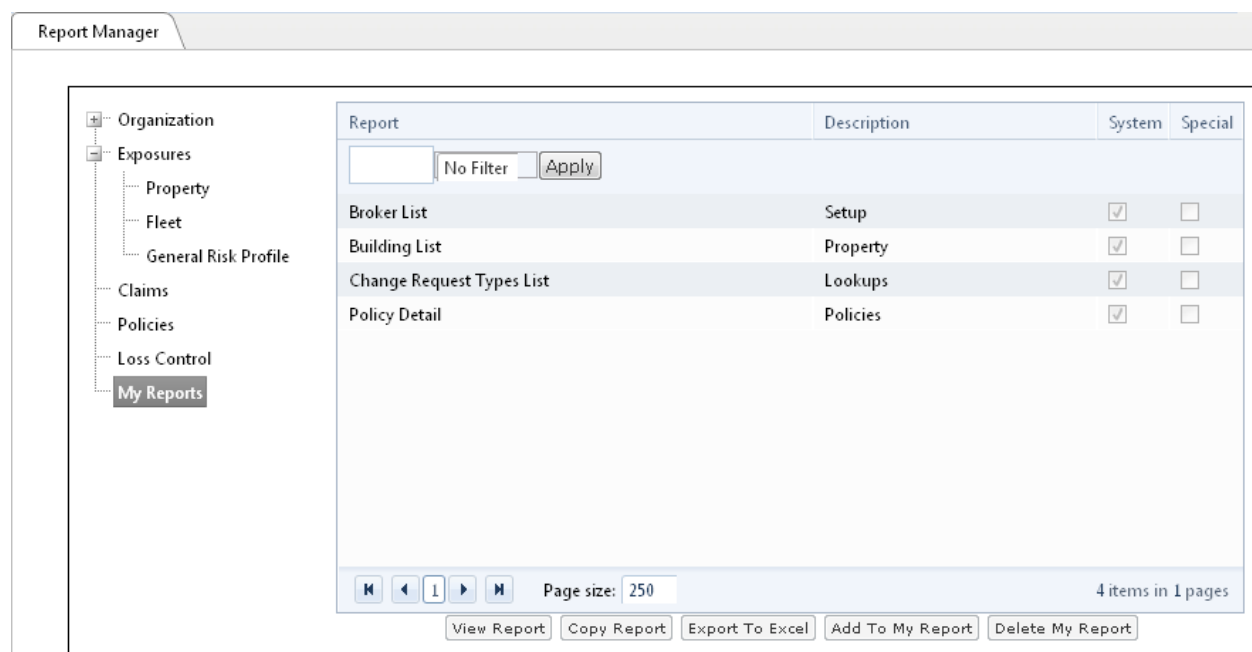 Report Manager
Organization
Exposures
Property
Fleet
General Risk Profile
Claims
Policies
Loss Control
My Reports
Report Description System Special
No Filter Apply
Broker List Setup
Building List Property
Change Request Types List Lookups
Policy Detail Policies
1 Page size: 250 4 items in 1 pages
View Report Copy Report Export To Excel Add To My Report Delete My Report